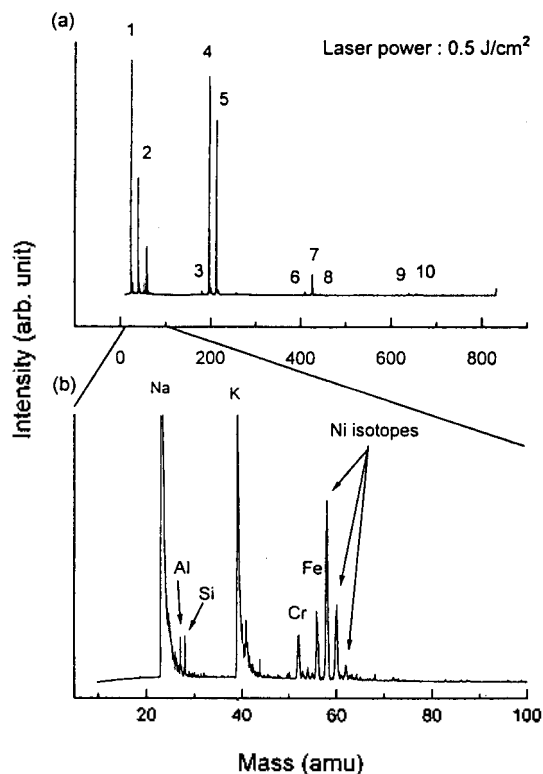 (a)
Laser power : 0.5 J/cm²
1
2
3
4
5
6
7
8
9
10
0 200 400 600 800
Intensity (arb. unit)
(b)
Na
K
Ni isotopes
Al
Si
Cr
Fe
20 40 60 80 100
Mass (amu)